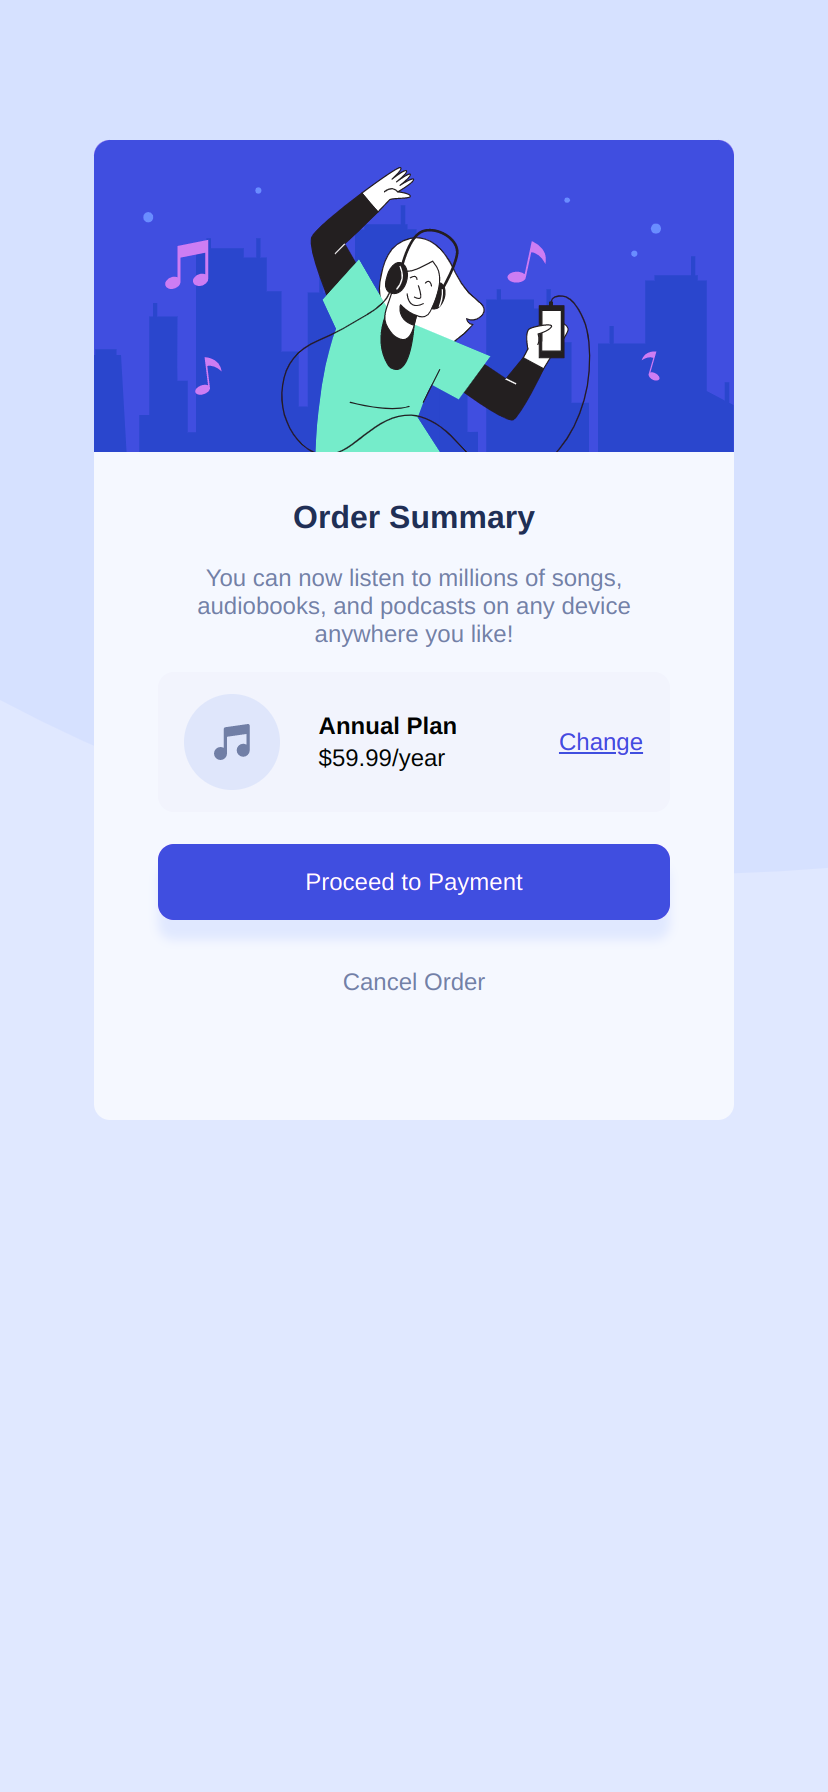 Order Summary
You can now listen to millions of songs,
audiobooks, and podcasts on any device
anywhere you like!
Annual Plan
$59.99/year
Change
Proceed to Payment
Cancel Order